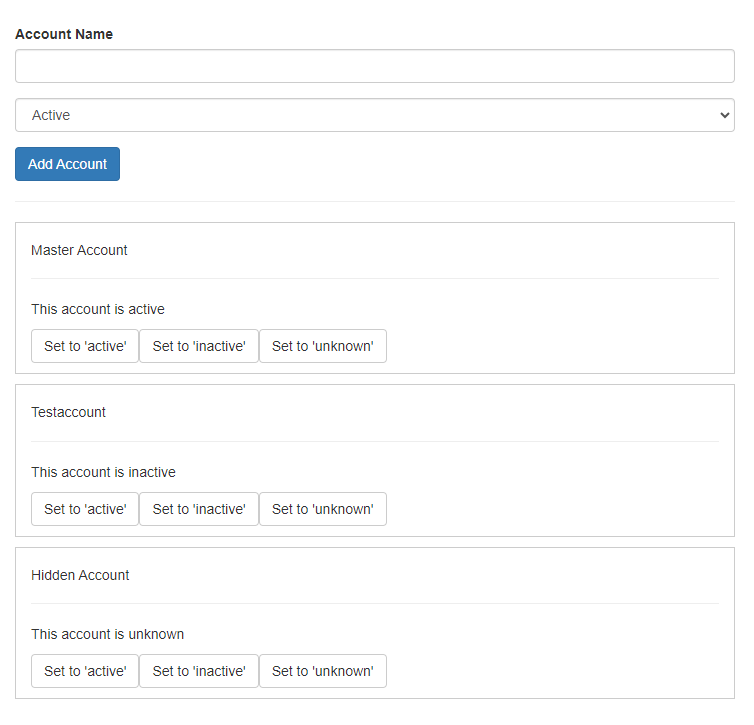 Account Name
Active
Add Account
Master Account
This account is active
Set to 'active' Set to 'inactive' Set to 'unknown'
Testaccount
This account is inactive
Set to 'active' Set to 'inactive' Set to 'unknown'
Hidden Account
This account is unknown
Set to 'active' Set to 'inactive' Set to 'unknown'